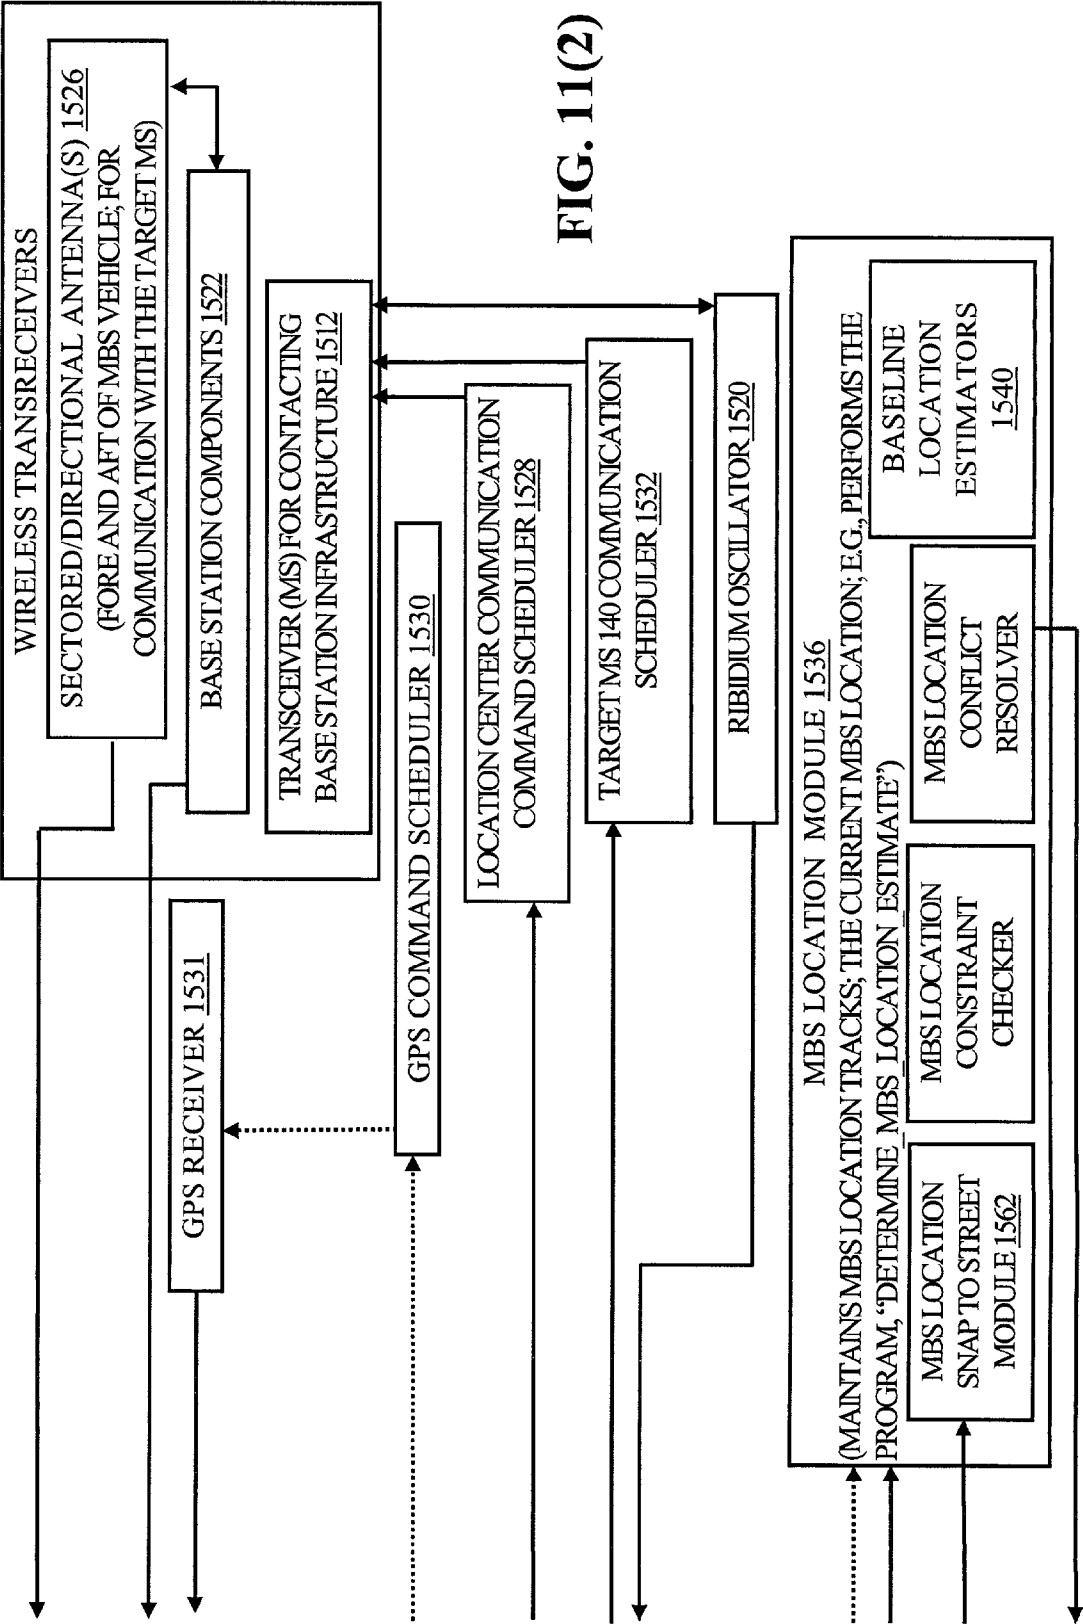 WIRELESS TRANSRECEIVERS
SECTORED/DIRECTIONAL ANTENNA(S) 1526
(FORE AND AFT OF MBS VEHICLE; FOR
COMMUNICATION WITH THE TARGET MS)
BASE STATION COMPONENTS 1522
TRANSCEIVER (MS) FOR CONTACTING
BASE STATION INFRASTRUCTURE 1512
GPS RECEIVER 1531
GPS COMMAND SCHEDULER 1530
LOCATION CENTER COMMUNICATION
COMMAND SCHEDULER 1528
FIG. 11(2)
TARGET MS 140 COMMUNICATION
SCHEDULER 1532
RIBIDIUM OSCILLATOR 1520
MBS LOCATION MODULE 1536
(MAINTAINS MBS LOCATION TRACKS; THE CURRENT MBS LOCATION; E.G., PERFORMS THE
PROGRAM, “DETERMINE_MBS_LOCATION_ESTIMATE”)
MBS LOCATION
SNAP TO STREET
MODULE 1562
MBS LOCATION
CONSTRAINT
CHECKER
MBS LOCATION
CONFLICT
RESOLVER
BASELINE
LOCATION
ESTIMATORS
1540